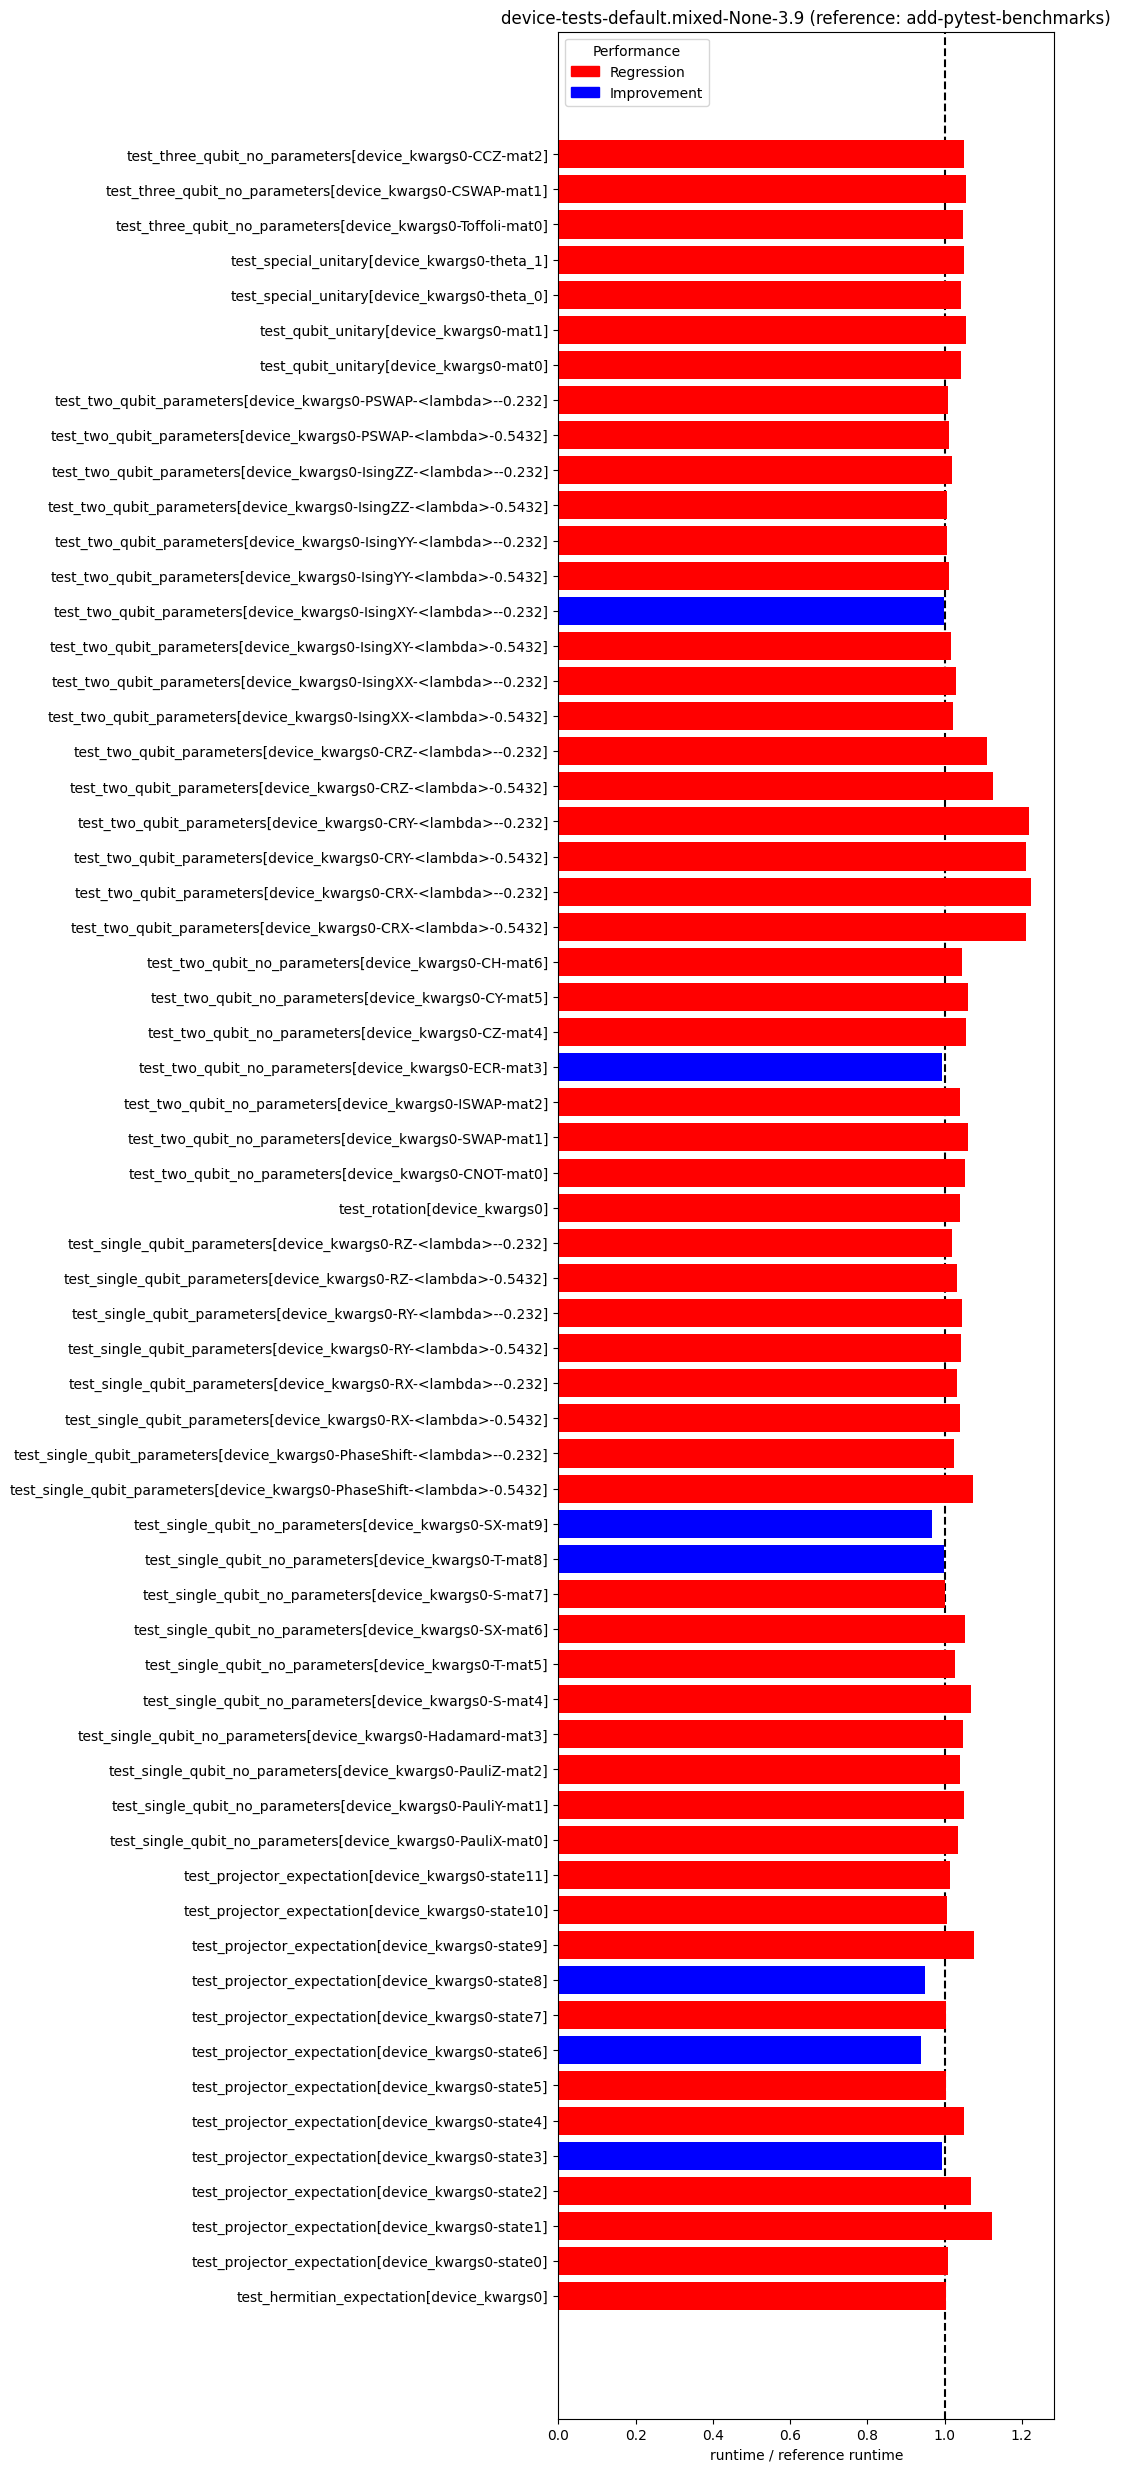 device-tests-default.mixed-None-3.9 (reference: add-pytest-benchmarks)
Performance
Regression
Improvement
test_three_qubit_no_parameters[device_kwargs0-CCZ-mat2]
test_three_qubit_no_parameters[device_kwargs0-CSWAP-mat1]
test_three_qubit_no_parameters[device_kwargs0-Toffoli-mat0]
test_special_unitary[device_kwargs0-theta_1]
test_special_unitary[device_kwargs0-theta_0]
test_qubit_unitary[device_kwargs0-mat1]
test_qubit_unitary[device_kwargs0-mat0]
test_two_qubit_parameters[device_kwargs0-PSWAP-<lambda>--0.232]
test_two_qubit_parameters[device_kwargs0-PSWAP-<lambda>-0.5432]
test_two_qubit_parameters[device_kwargs0-IsingZZ-<lambda>--0.232]
test_two_qubit_parameters[device_kwargs0-IsingZZ-<lambda>-0.5432]
test_two_qubit_parameters[device_kwargs0-IsingYY-<lambda>--0.232]
test_two_qubit_parameters[device_kwargs0-IsingYY-<lambda>-0.5432]
test_two_qubit_parameters[device_kwargs0-IsingXY-<lambda>--0.232]
test_two_qubit_parameters[device_kwargs0-IsingXY-<lambda>-0.5432]
test_two_qubit_parameters[device_kwargs0-IsingXX-<lambda>--0.232]
test_two_qubit_parameters[device_kwargs0-IsingXX-<lambda>-0.5432]
test_two_qubit_parameters[device_kwargs0-CRZ-<lambda>--0.232]
test_two_qubit_parameters[device_kwargs0-CRZ-<lambda>-0.5432]
test_two_qubit_parameters[device_kwargs0-CRY-<lambda>--0.232]
test_two_qubit_parameters[device_kwargs0-CRY-<lambda>-0.5432]
test_two_qubit_parameters[device_kwargs0-CRX-<lambda>--0.232]
test_two_qubit_parameters[device_kwargs0-CRX-<lambda>-0.5432]
test_two_qubit_no_parameters[device_kwargs0-CH-mat6]
test_two_qubit_no_parameters[device_kwargs0-CY-mat5]
test_two_qubit_no_parameters[device_kwargs0-CZ-mat4]
test_two_qubit_no_parameters[device_kwargs0-ECR-mat3]
test_two_qubit_no_parameters[device_kwargs0-ISWAP-mat2]
test_two_qubit_no_parameters[device_kwargs0-SWAP-mat1]
test_two_qubit_no_parameters[device_kwargs0-CNOT-mat0]
test_rotation[device_kwargs0]
test_single_qubit_parameters[device_kwargs0-RZ-<lambda>--0.232]
test_single_qubit_parameters[device_kwargs0-RZ-<lambda>-0.5432]
test_single_qubit_parameters[device_kwargs0-RY-<lambda>--0.232]
test_single_qubit_parameters[device_kwargs0-RY-<lambda>-0.5432]
test_single_qubit_parameters[device_kwargs0-RX-<lambda>--0.232]
test_single_qubit_parameters[device_kwargs0-RX-<lambda>-0.5432]
test_single_qubit_parameters[device_kwargs0-PhaseShift-<lambda>--0.232]
test_single_qubit_parameters[device_kwargs0-PhaseShift-<lambda>-0.5432]
test_single_qubit_no_parameters[device_kwargs0-SX-mat9]
test_single_qubit_no_parameters[device_kwargs0-T-mat8]
test_single_qubit_no_parameters[device_kwargs0-S-mat7]
test_single_qubit_no_parameters[device_kwargs0-SX-mat6]
test_single_qubit_no_parameters[device_kwargs0-T-mat5]
test_single_qubit_no_parameters[device_kwargs0-S-mat4]
test_single_qubit_no_parameters[device_kwargs0-Hadamard-mat3]
test_single_qubit_no_parameters[device_kwargs0-PauliZ-mat2]
test_single_qubit_no_parameters[device_kwargs0-PauliY-mat1]
test_single_qubit_no_parameters[device_kwargs0-PauliX-mat0]
test_projector_expectation[device_kwargs0-state11]
test_projector_expectation[device_kwargs0-state10]
test_projector_expectation[device_kwargs0-state9]
test_projector_expectation[device_kwargs0-state8]
test_projector_expectation[device_kwargs0-state7]
test_projector_expectation[device_kwargs0-state6]
test_projector_expectation[device_kwargs0-state5]
test_projector_expectation[device_kwargs0-state4]
test_projector_expectation[device_kwargs0-state3]
test_projector_expectation[device_kwargs0-state2]
test_projector_expectation[device_kwargs0-state1]
test_projector_expectation[device_kwargs0-state0]
test_hermitian_expectation[device_kwargs0]
0.0 0.2 0.4 0.6 0.8 1.0 1.2
runtime / reference runtime